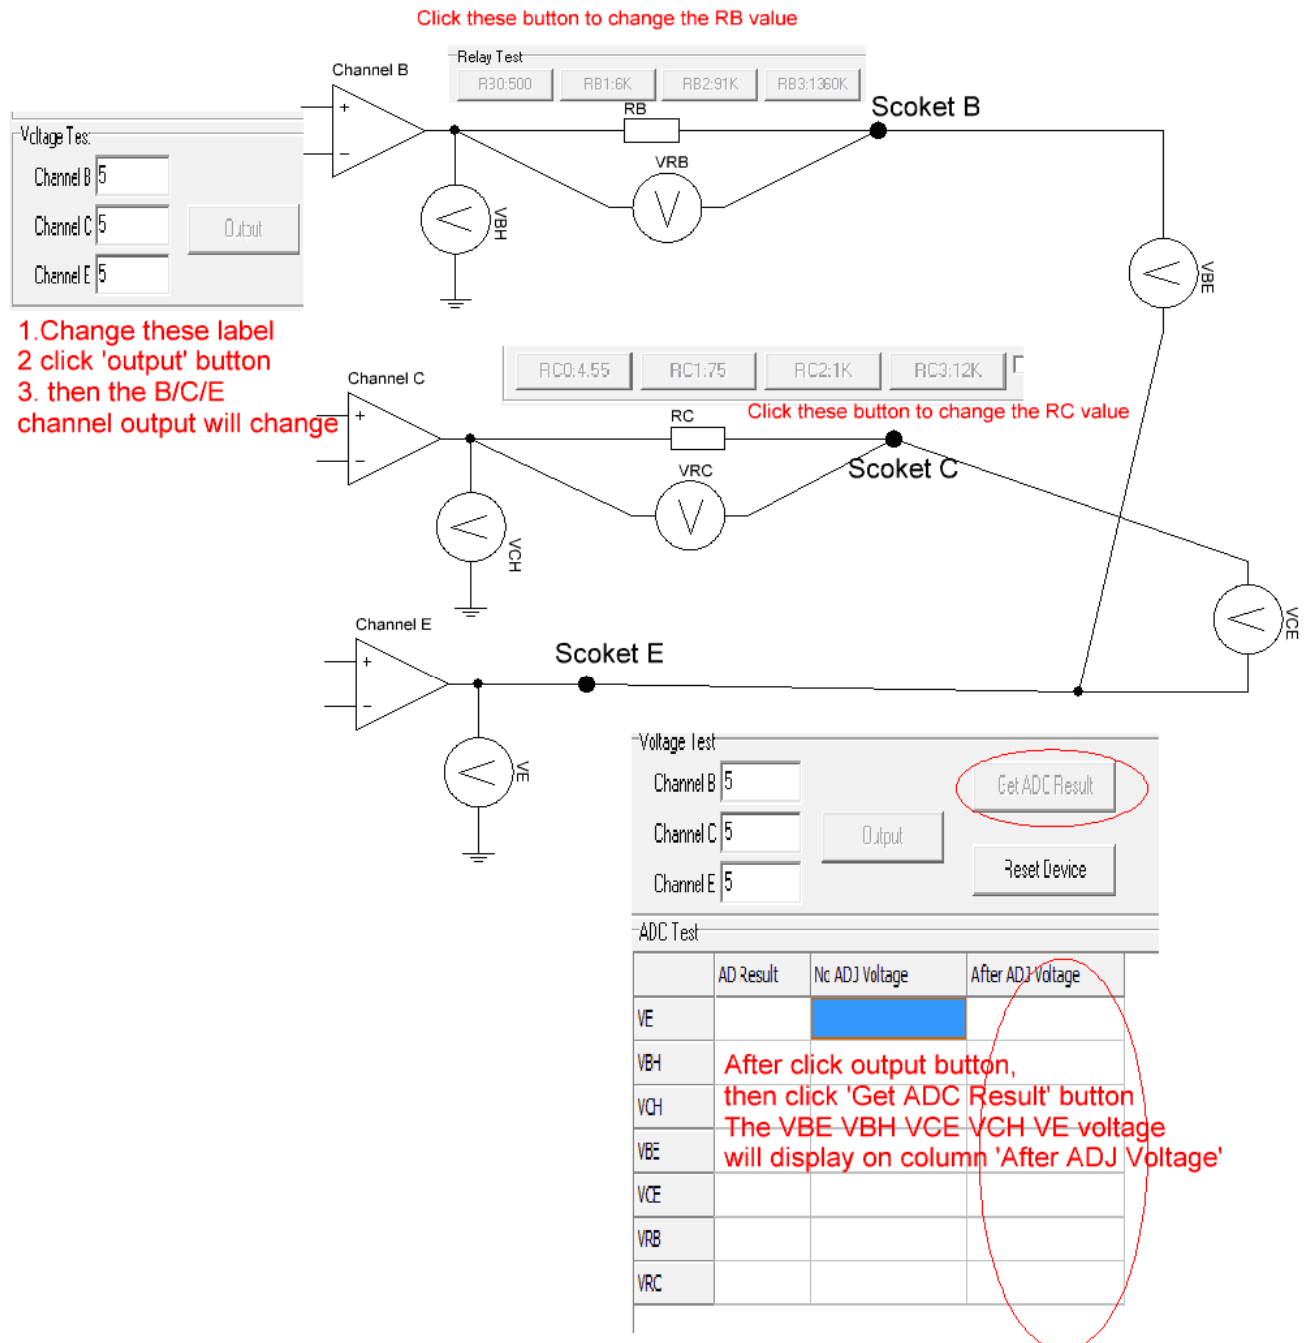 Click these button to change the RB value
Channel B
Relay Test
RB0:500 RB1:6K RB2:91K RB3:1360K
RB
Scoket B
Voltage Test
Channel B 5
Channel C 5
Output
Channel E 5
VRB
VBH
VBE
1.Change these label
2 click 'output' button
3. then the B/C/E
channel output will change
Channel C
RC0:4.55 RC1:75 RC2:1K RC3:12K
Click these button to change the RC value
RC
VRC
Scoket C
VCH
VCE
Channel E
Scoket E
VE
Voltage Test
Channel B 5
Get ADC Result
Channel C 5
Output
Reset Device
Channel E 5
ADC Test
AD Result No ADJ Voltage After ADJ Voltage
VE
VBH
VCH
VBE
VCE
VRB
VRC
After click output button,
then click 'Get ADC Result' button
The VBE VBH VCE VCH VE voltage
will display on column 'After ADJ Voltage'